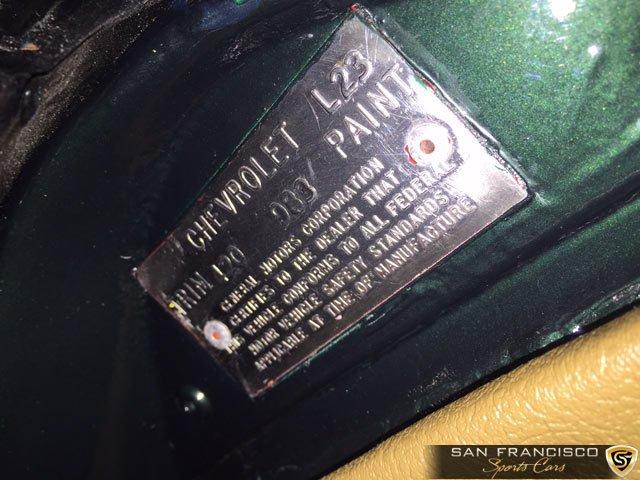 CHEVROLET L23
TRIM 420 983 PAINT
GENERAL MOTORS CORPORATION
CERTIFIES TO THE DEALER THAT
THIS VEHICLE CONFORMS TO ALL FEDERAL
MOTOR VEHICLE SAFETY STANDARDS
APPLICABLE AT TIME OF MANUFACTURE
SAN FRANCISCO
Sports Cars